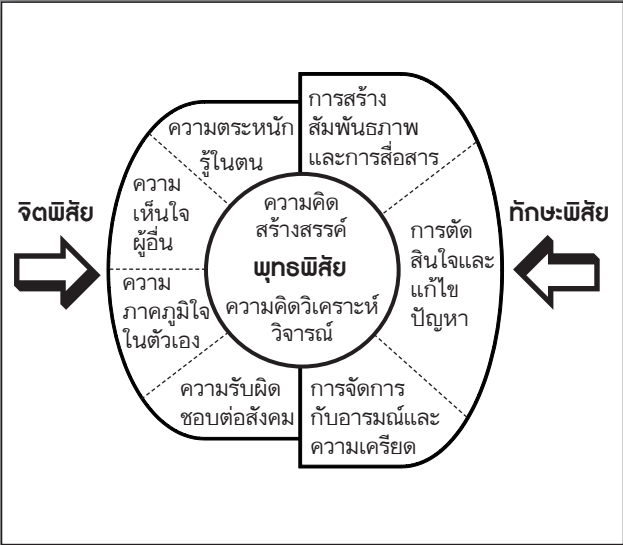 จิตพิสัย
ความตระหนัก
รู้ในตน
ความ
เห็นใจ
ผู้อื่น
ความ
ภาคภูมิใจ
ในตัวเอง
ความรับผิด
ชอบต่อสังคม
ความคิด
สร้างสรรค์
พุทธพิสัย
ความคิดวิเคราะห์
วิจารณ์
การสร้าง
สัมพันธภาพ
และการสื่อสาร
การตัด
สินใจและ
แก้ไข
ปัญหา
การจัดการ
กับอารมณ์และ
ความเครียด
ทักษะพิสัย